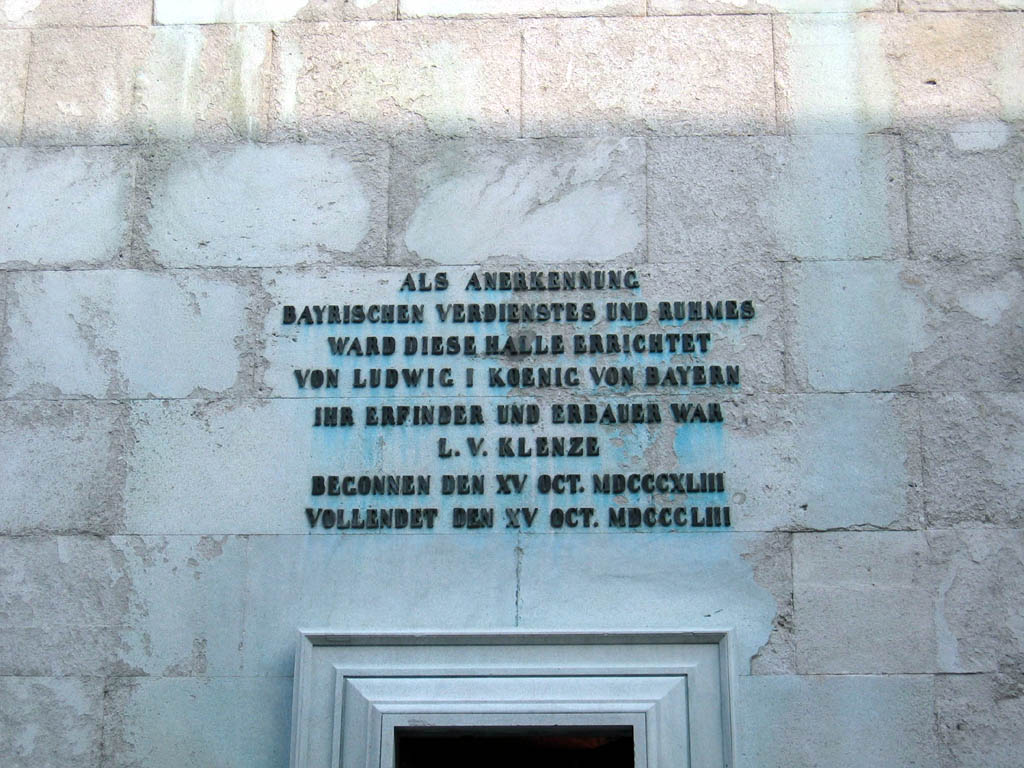 ALS ANERKENNUNG
BAYRISCHEN VERDIENSTES UND RUHMES
WARD DIESE HALLE ERRICHTET
VON LUDWIG I KOENIG VON BAYERN
IHR ERFINDER UND ERBAUER WAR
L. V. KLENZE
BEGONNEN DEN XV OCT. MDCCCXLIII
VOLLENDET DEN XV OCT. MDCCCLIII